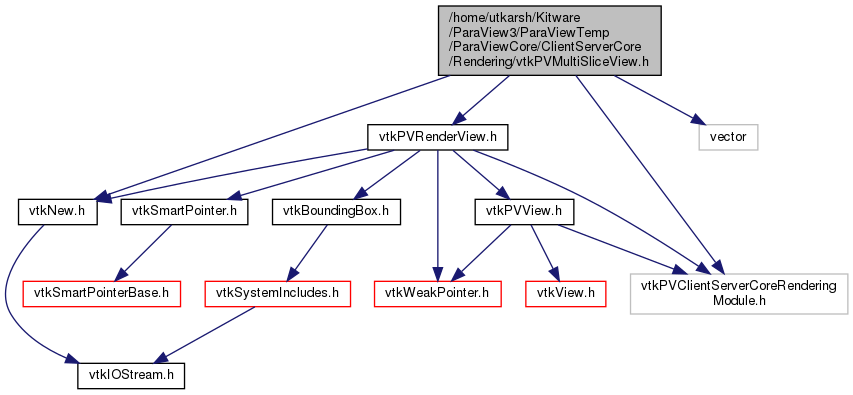 /home/utkarsh/Kitware
/ParaView3/ParaViewTemp
/ParaViewCore/ClientServerCore
/Rendering/vtkPVMultiSliceView.h
vtkPVRenderView.h
vector
vtkNew.h
vtkSmartPointer.h
vtkBoundingBox.h
vtkPVView.h
vtkSmartPointerBase.h
vtkSystemIncludes.h
vtkWeakPointer.h
vtkView.h
vtkPVClientServerCoreRendering
Module.h
vtkIOStream.h